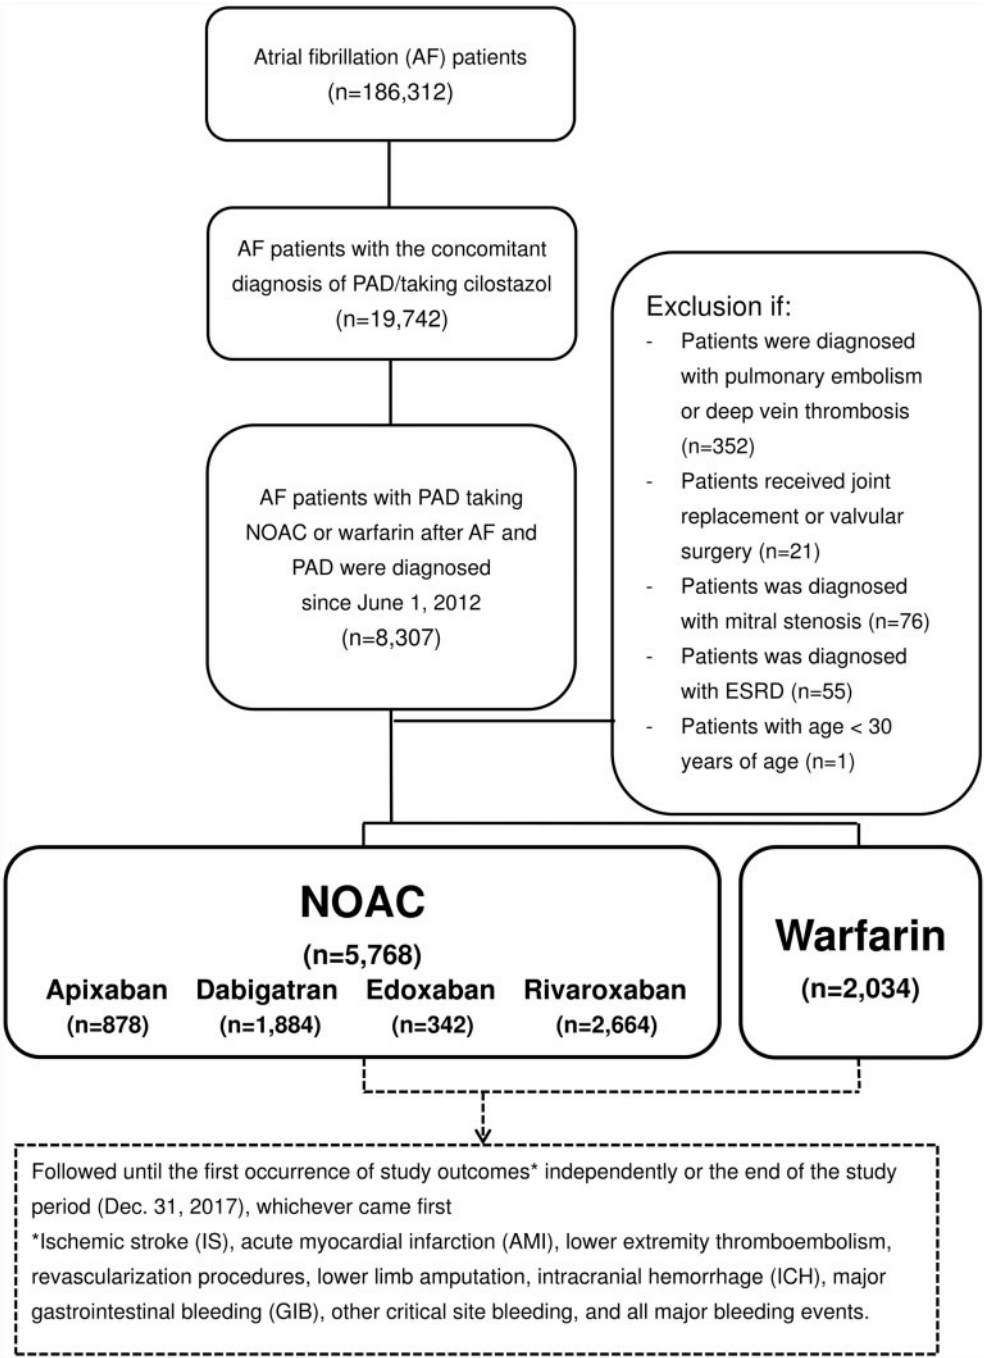 Atrial fibrillation (AF) patients
(n=186,312)
AF patients with the concomitant
diagnosis of PAD/taking cilostazol
(n=19,742)
AF patients with PAD taking
NOAC or warfarin after AF and
PAD were diagnosed
since June 1, 2012
(n=8,307)
Exclusion if:
- Patients were diagnosed
with pulmonary embolism
or deep vein thrombosis
(n=352)
- Patients received joint
replacement or valvular
surgery (n=21)
- Patients was diagnosed
with mitral stenosis (n=76)
- Patients was diagnosed
with ESRD (n=55)
- Patients with age < 30
years of age (n=1)
NOAC
(n=5,768)
Apixaban Dabigatran Edoxaban Rivaroxaban
(n=878) (n=1,884) (n=342) (n=2,664)
Warfarin
(n=2,034)
Followed until the first occurrence of study outcomes* independently or the end of the study
period (Dec. 31, 2017), whichever came first
*Ischemic stroke (IS), acute myocardial infarction (AMI), lower extremity thromboembolism,
revascularization procedures, lower limb amputation, intracranial hemorrhage (ICH), major
gastrointestinal bleeding (GIB), other critical site bleeding, and all major bleeding events.